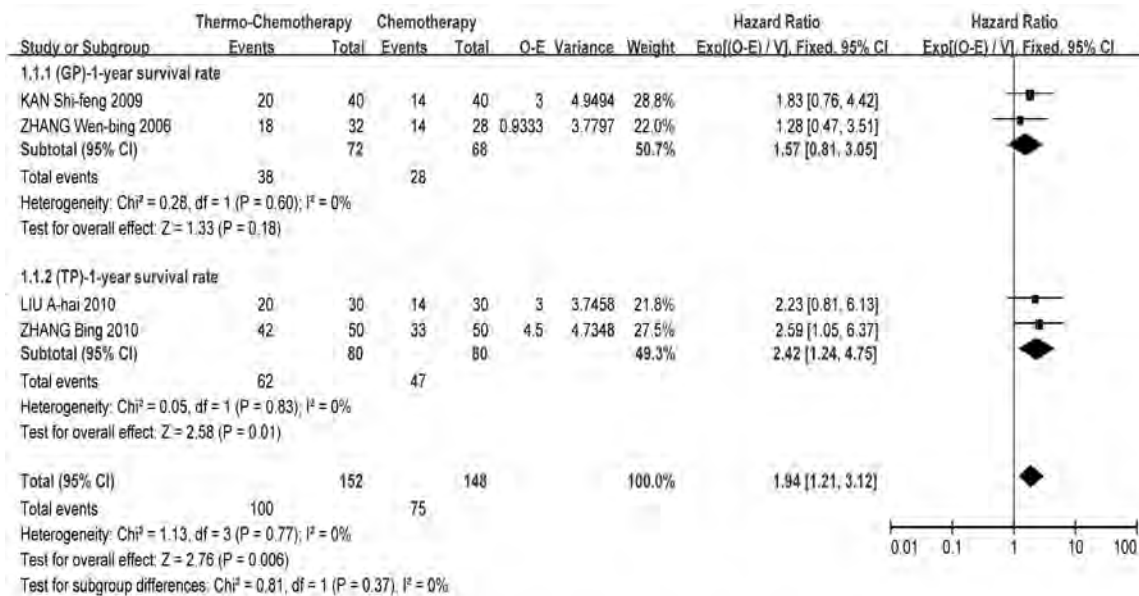 Thermo-Chemotherapy Chemotherapy Hazard Ratio Hazard Ratio
Study or Subgroup Events Total Events Total O-E Variance Weight Exp[(O-E) / V], Fixed, 95% CI Exp[(O-E) / V], Fixed, 95% CI
1.1.1 (GP)-1-year survival rate
KAN Shi-feng 2009 20 40 14 40 3 4.9494 28.8% 1.83 [0.76, 4.42]
ZHANG Wen-bing 2006 18 32 14 28 0.9333 3.7797 22.0% 1.28 [0.47, 3.51]
Subtotal (95% CI) 72 68 50.7% 1.57 [0.81, 3.05]
Total events 38 28
Heterogeneity: Chi² = 0.28, df = 1 (P = 0.60); I² = 0%
Test for overall effect: Z = 1.33 (P = 0.18)
1.1.2 (TP)-1-year survival rate
LIU A-hai 2010 20 30 14 30 3 3.7458 21.8% 2.23 [0.81, 6.13]
ZHANG Bing 2010 42 50 33 50 4.5 4.7348 27.5% 2.59 [1.05, 6.37]
Subtotal (95% CI) 80 80 49.3% 2.42 [1.24, 4.75]
Total events 62 47
Heterogeneity: Chi² = 0.05, df = 1 (P = 0.83); I² = 0%
Test for overall effect: Z = 2.58 (P = 0.01)
Total (95% CI) 152 148 100.0% 1.94 [1.21, 3.12]
Total events 100 75
Heterogeneity: Chi² = 1.13, df = 3 (P = 0.77); I² = 0%
Test for overall effect: Z = 2.76 (P = 0.006)
Test for subgroup differences: Chi² = 0.81, df = 1 (P = 0.37), I² = 0%
0.01 0.1 1 10 100